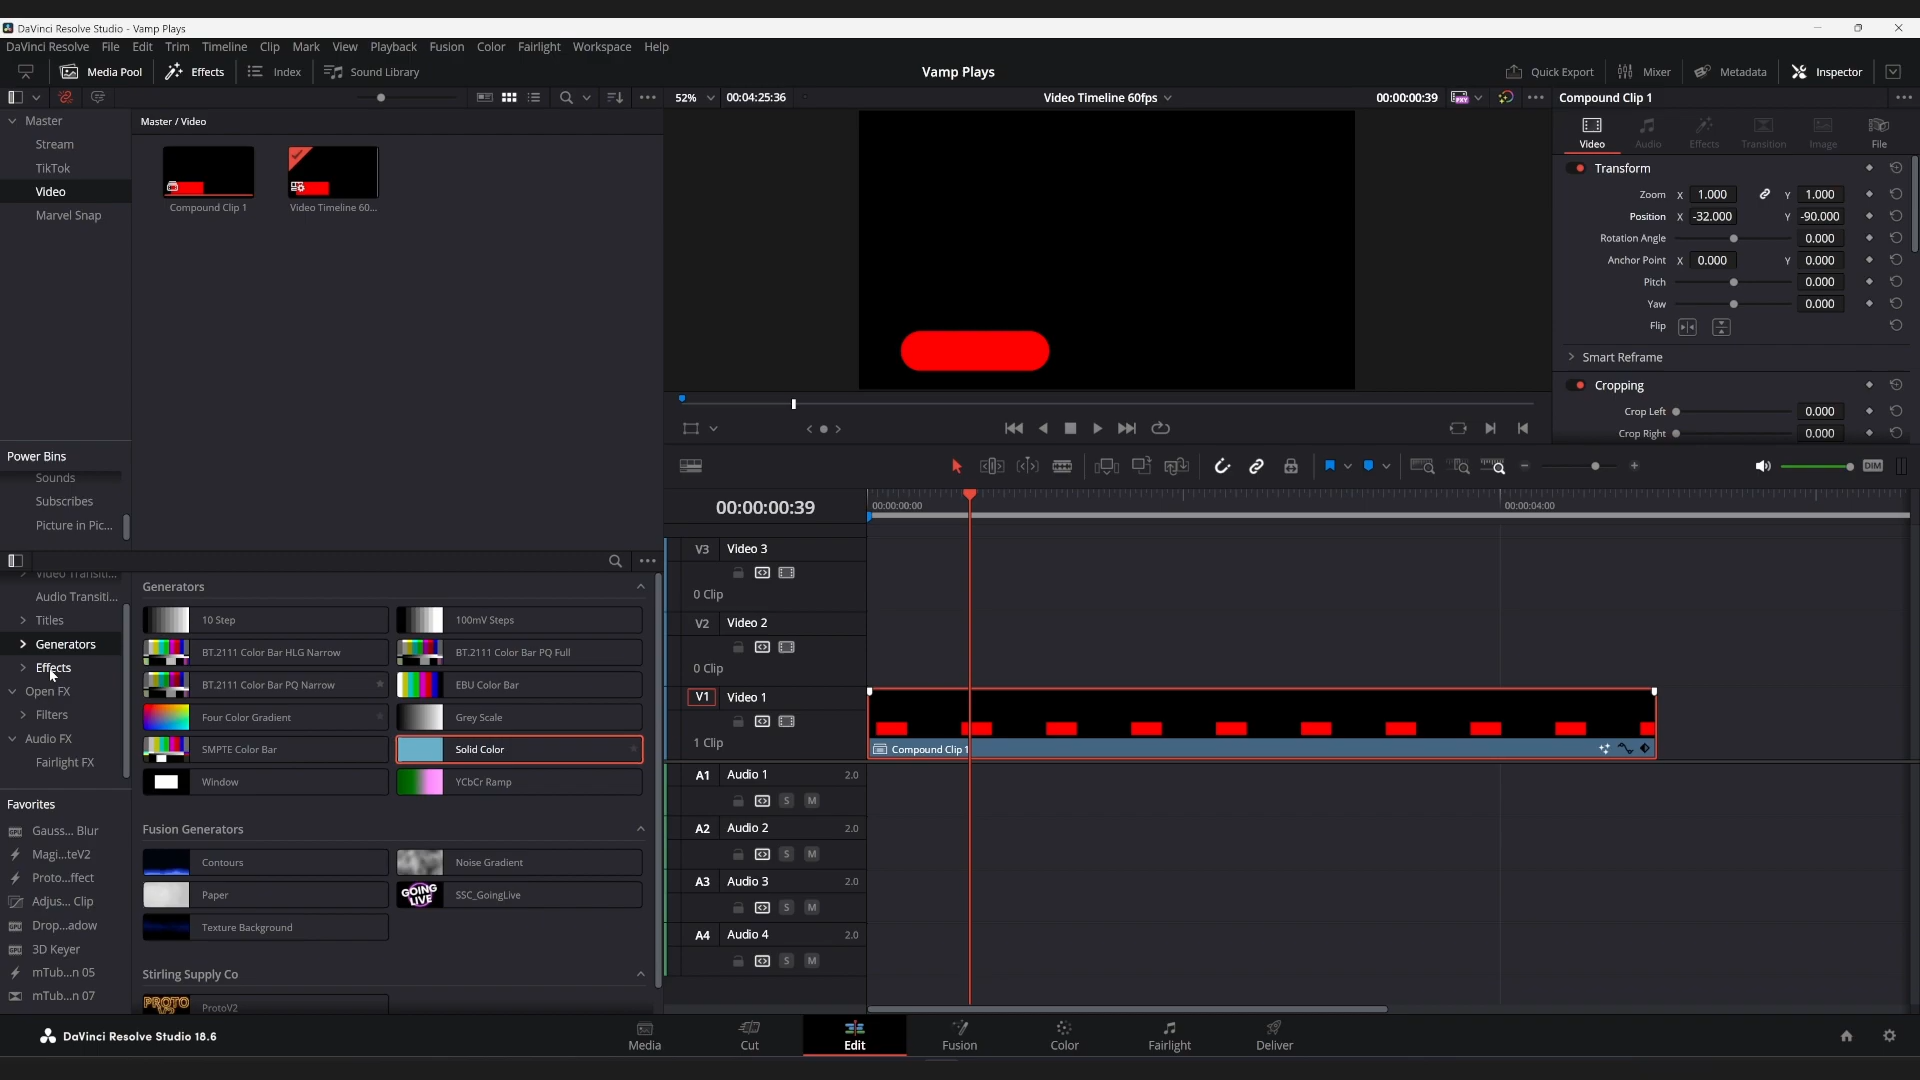 DaVinci Resolve Studio - Vamp Plays
DaVinci Resolve File Edit Trim Timeline Clip Mark View Playback Fusion Color Fairlight Workspace Help
Media Pool Effects Index Sound Library Vamp Plays Quick Export Mixer Metadata Inspector
52% 00:04:25:36 Video Timeline 60fps 00:00:00:39 Compound Clip 1
Master
Stream
TikTok
Video
Marvel Snap
Master / Video
Compound Clip 1
Video Timeline 60...
Power Bins
Sounds
Subscribes
Picture in Pic...
Video Audio Effects Transition Image File
Transform
Zoom X 1.000 Y 1.000
Position X -32.000 Y -90.000
Rotation Angle 0.000
Anchor Point X 0.000 Y 0.000
Pitch 0.000
Yaw 0.000
Flip
Smart Reframe
Cropping
Crop Left 0.000
Crop Right 0.000
DIM
Video Transiti...
Audio Transiti...
Titles
Generators
Effects
Open FX
Filters
Audio FX
Fairlight FX
Favorites
Gauss... Blur
Magi...teV2
Proto...ffect
Adjus... Clip
Drop...adow
3D Keyer
mTub...n 05
mTub...n 07
Generators
10 Step
100mV Steps
BT.2111 Color Bar HLG Narrow
BT.2111 Color Bar PQ Full
BT.2111 Color Bar PQ Narrow
EBU Color Bar
Four Color Gradient
Grey Scale
SMPTE Color Bar
Solid Color
Window
YCbCr Ramp
Fusion Generators
Contours
Noise Gradient
Paper
GOING LIVE SSC_GoingLive
Texture Background
Stirling Supply Co
PROTO V2 ProtoV2
00:00:00:39
00:00:00:00 00:00:04:00
V3 Video 3
0 Clip
V2 Video 2
0 Clip
V1 Video 1
1 Clip
Compound Clip 1
A1 Audio 1 2.0
S M
A2 Audio 2 2.0
S M
A3 Audio 3 2.0
S M
A4 Audio 4 2.0
S M
DaVinci Resolve Studio 18.6
Media Cut Edit Fusion Color Fairlight Deliver